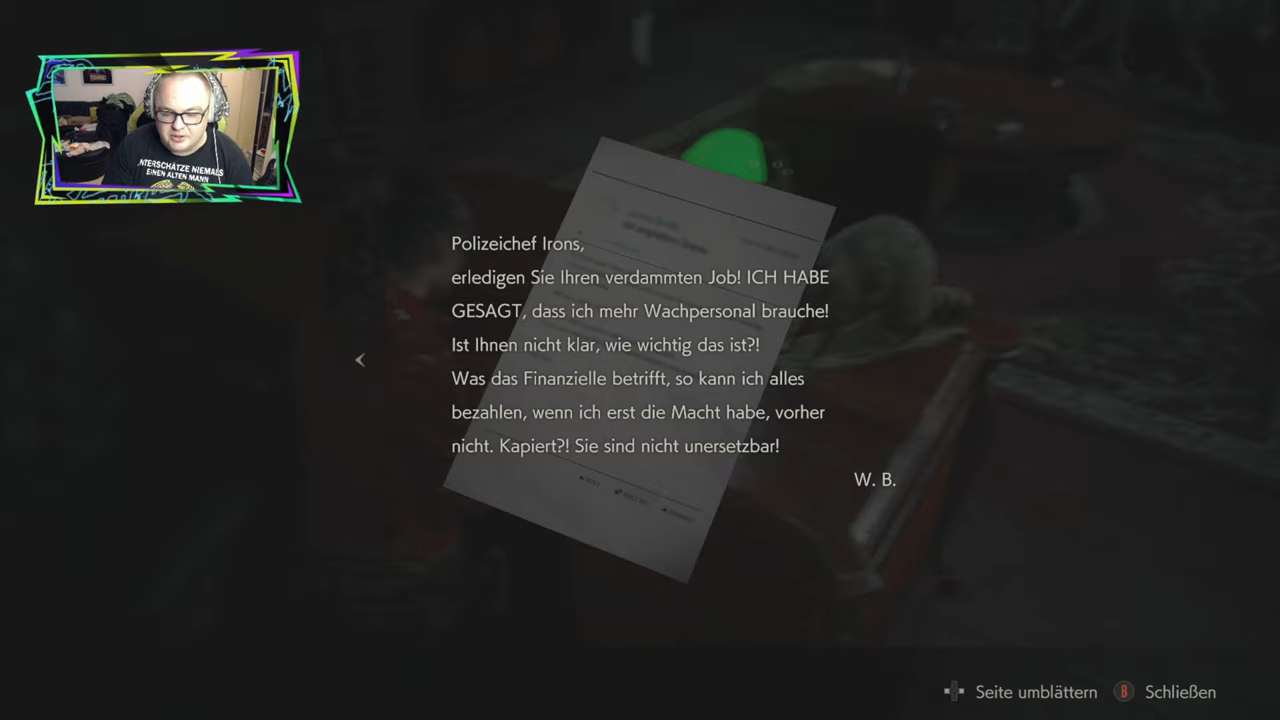 NTERSCHÄTZE NIEMALS
EINEN ALTEN MANN
Polizeichef Irons,
erledigen Sie Ihren verdammten Job! ICH HABE
GESAGT, dass ich mehr Wachpersonal brauche!
Ist Ihnen nicht klar, wie wichtig das ist?!
Was das Finanzielle betrifft, so kann ich alles
bezahlen, wenn ich erst die Macht habe, vorher
nicht. Kapiert?! Sie sind nicht unersetzbar!
W. B.
Seite umblättern B Schließen